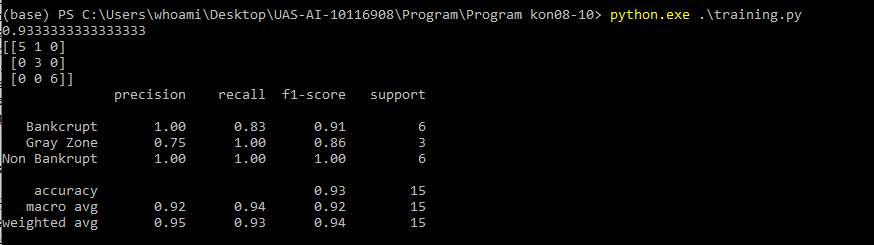 (base) PS C:\Users\whoami\Desktop\UAS-AI-10116908\Program\Program kon08-10> python.exe .\training.py
0.9333333333333333
[[5 1 0]
 [0 3 0]
 [0 0 6]]
              precision    recall  f1-score   support

   Bankcrupt       1.00      0.83      0.91         6
   Gray Zone       0.75      1.00      0.86         3
Non Bankrupt       1.00      1.00      1.00         6

    accuracy                           0.93        15
   macro avg       0.92      0.94      0.92        15
weighted avg       0.95      0.93      0.94        15